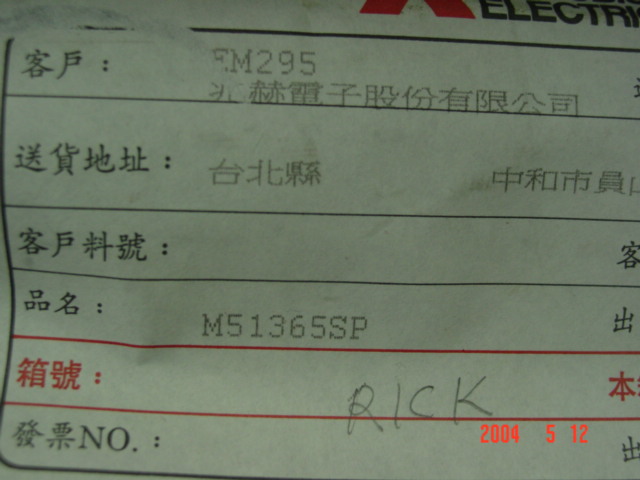 ELECTRI
客戶：
EM295
赫電子股份有限公司
送貨地址： 台北縣 中和市員山
客戶料號： 客
品名： M51365SP 出
箱號： RICK 本
2004 5 12
發票NO.： 出